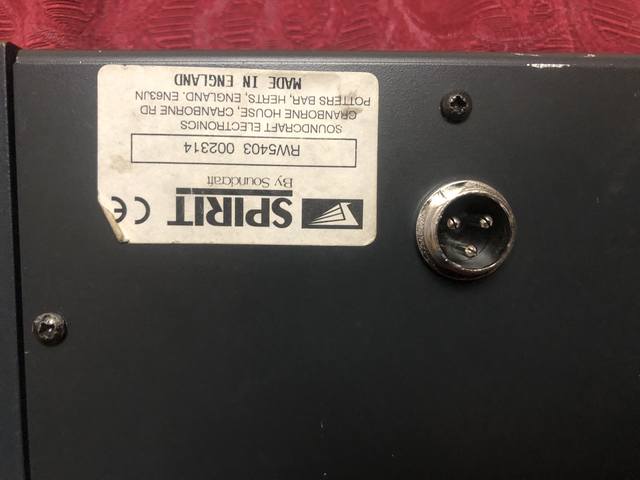 SPIRIT
By Soundcraft
CE
RW5403 002314
SOUNDCRAFT ELECTRONICS
CRANBORNE HOUSE, CRANBORNE RD
POTTERS BAR, HERTS, ENGLAND. EN63JN
MADE IN ENGLAND